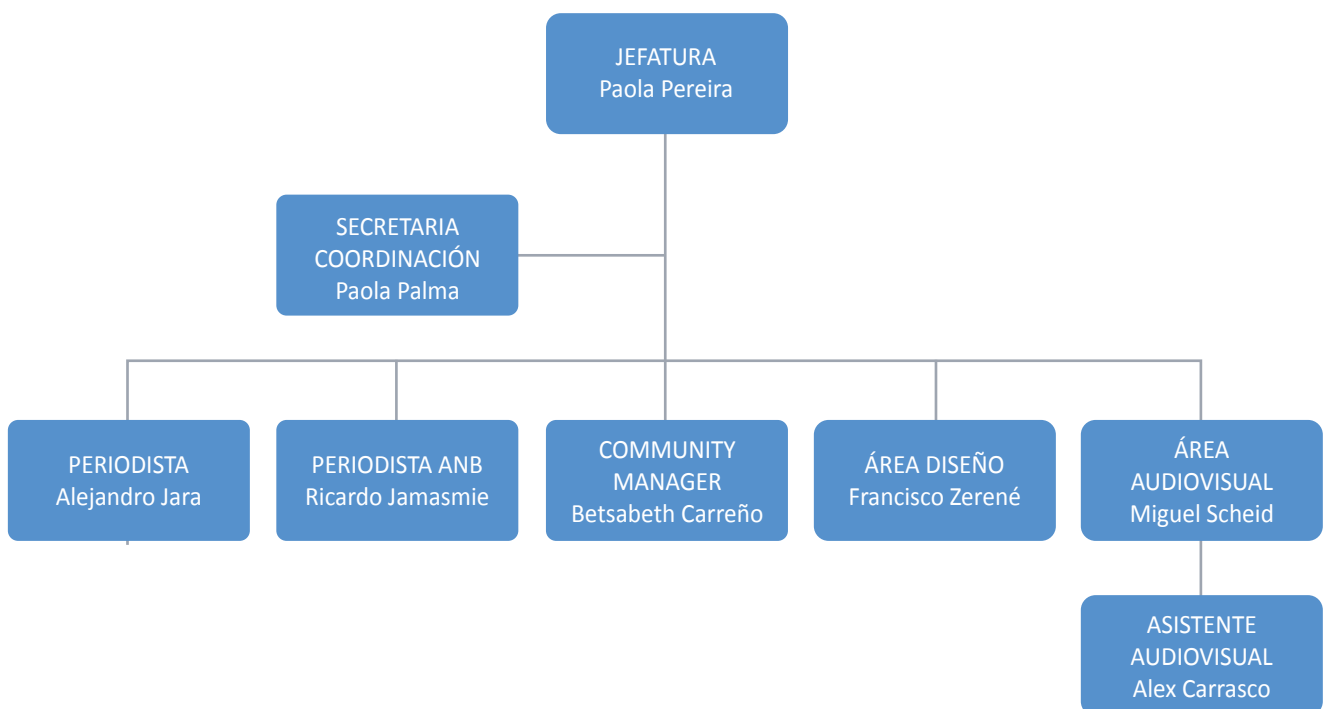 JEFATURA
Paola Pereira
SECRETARIA
COORDINACIÓN
Paola Palma
PERIODISTA
Alejandro Jara
PERIODISTA ANB
Ricardo Jamasmie
COMMUNITY
MANAGER
Betsabeth Carreño
ÁREA DISEÑO
Francisco Zerené
ÁREA
AUDIOVISUAL
Miguel Scheid
ASISTENTE
AUDIOVISUAL
Alex Carrasco